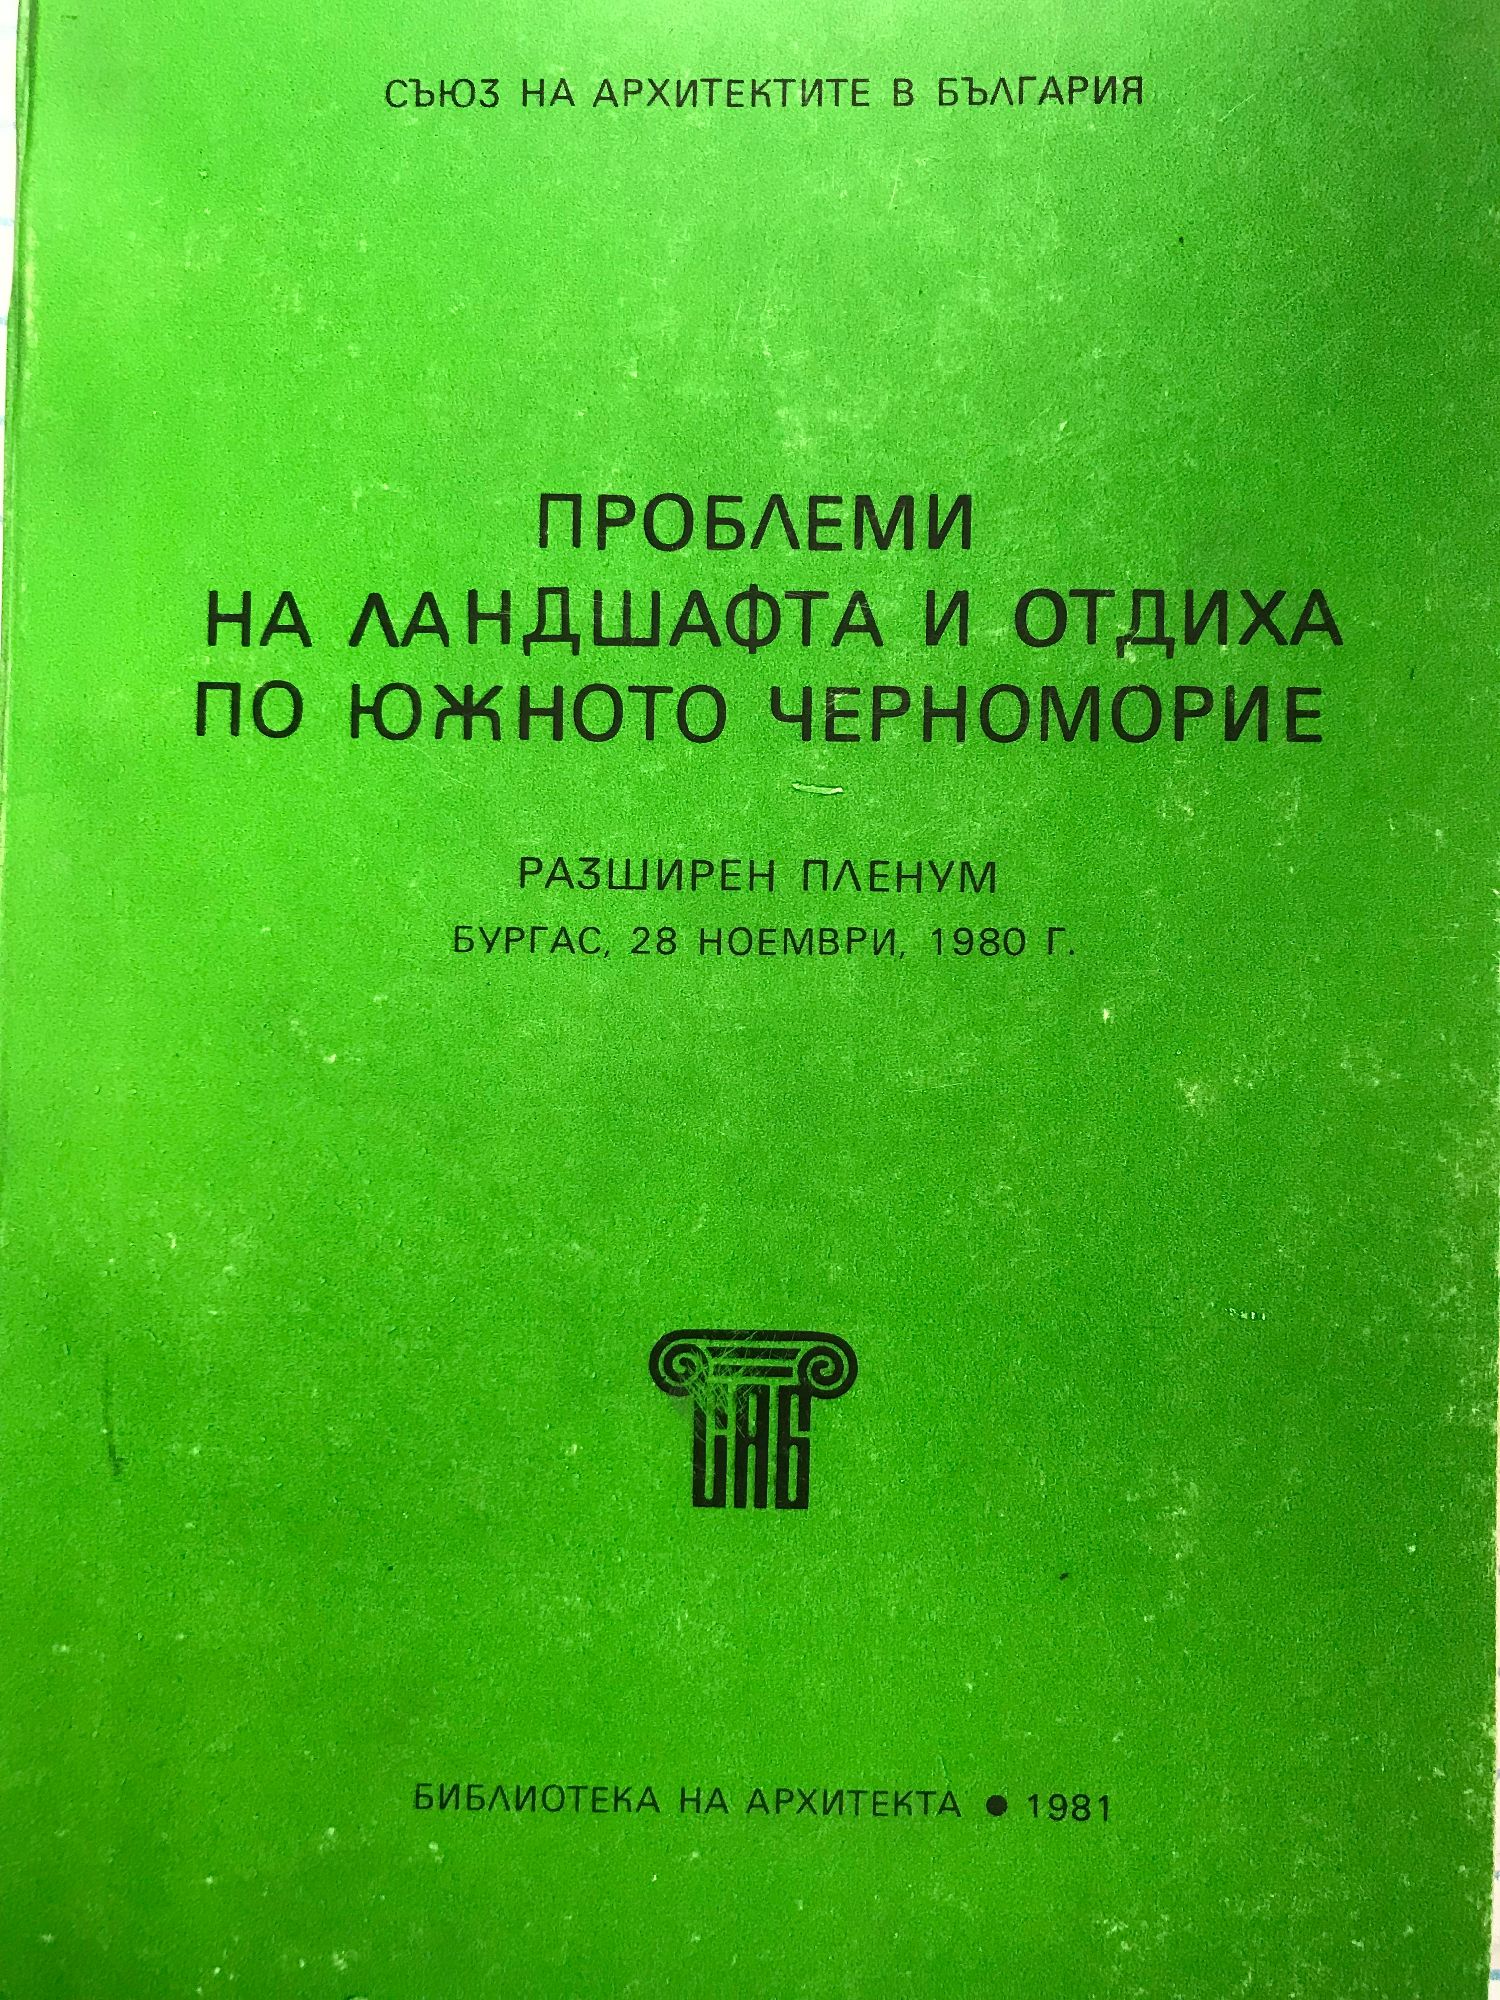 СЪЮЗ НА АРХИТЕКТИТЕ В БЪЛГАРИЯ
ПРОБЛЕМИ
НА ЛАНДШАФТА И ОТДИХА
ПО ЮЖНОТО ЧЕРНОМОРИЕ
РАЗШИРЕН ПЛЕНУМ
БУРГАС, 28 НОЕМВРИ, 1980 Г.
САБ
БИБЛИОТЕКА НА АРХИТЕКТА ● 1981